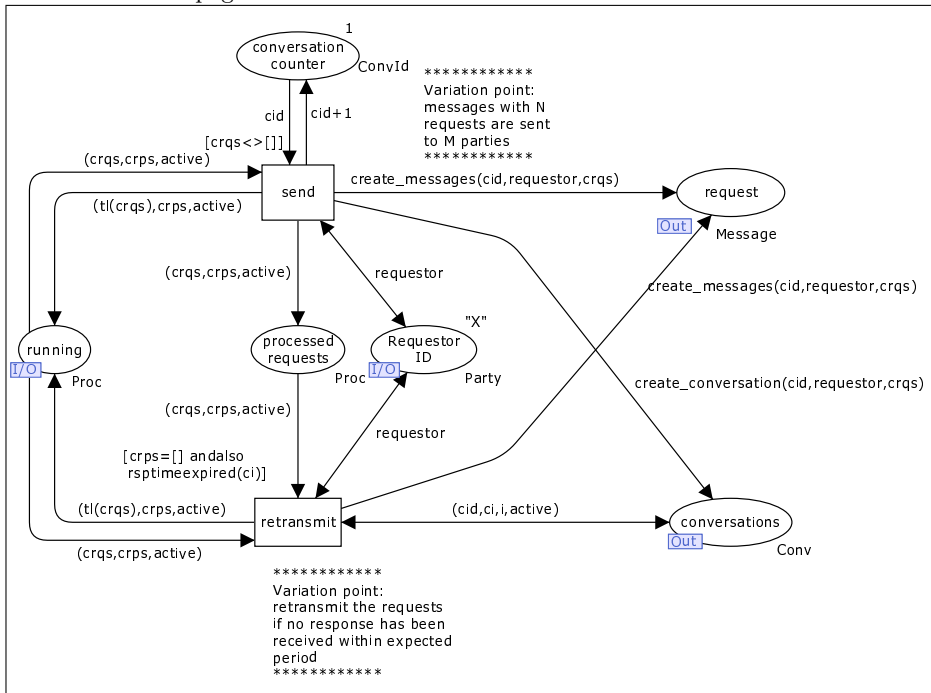 1
conversation
counter
ConvId
cid
cid+1
[crqs<>[]]
************
Variation point:
messages with N
requests are sent
to M parties
************
(crqs,crps,active)
send
create_messages(cid,requestor,crqs)
request
Out
Message
(tl(crqs),crps,active)
(crqs,crps,active)
requestor
create_messages(cid,requestor,crqs)
"X"
running
I/O
Proc
processed
requests
Proc
Requestor
ID
I/O
Party
create_conversation(cid,requestor,crqs)
(crqs,crps,active)
requestor
[crps=[] andalso
rsptimeexpired(ci)]
(tl(crqs),crps,active)
retransmit
(cid,ci,i,active)
conversations
Out
Conv
(crqs,crps,active)
************
Variation point:
retransmit the requests
if no response has been
received within expected
period
************